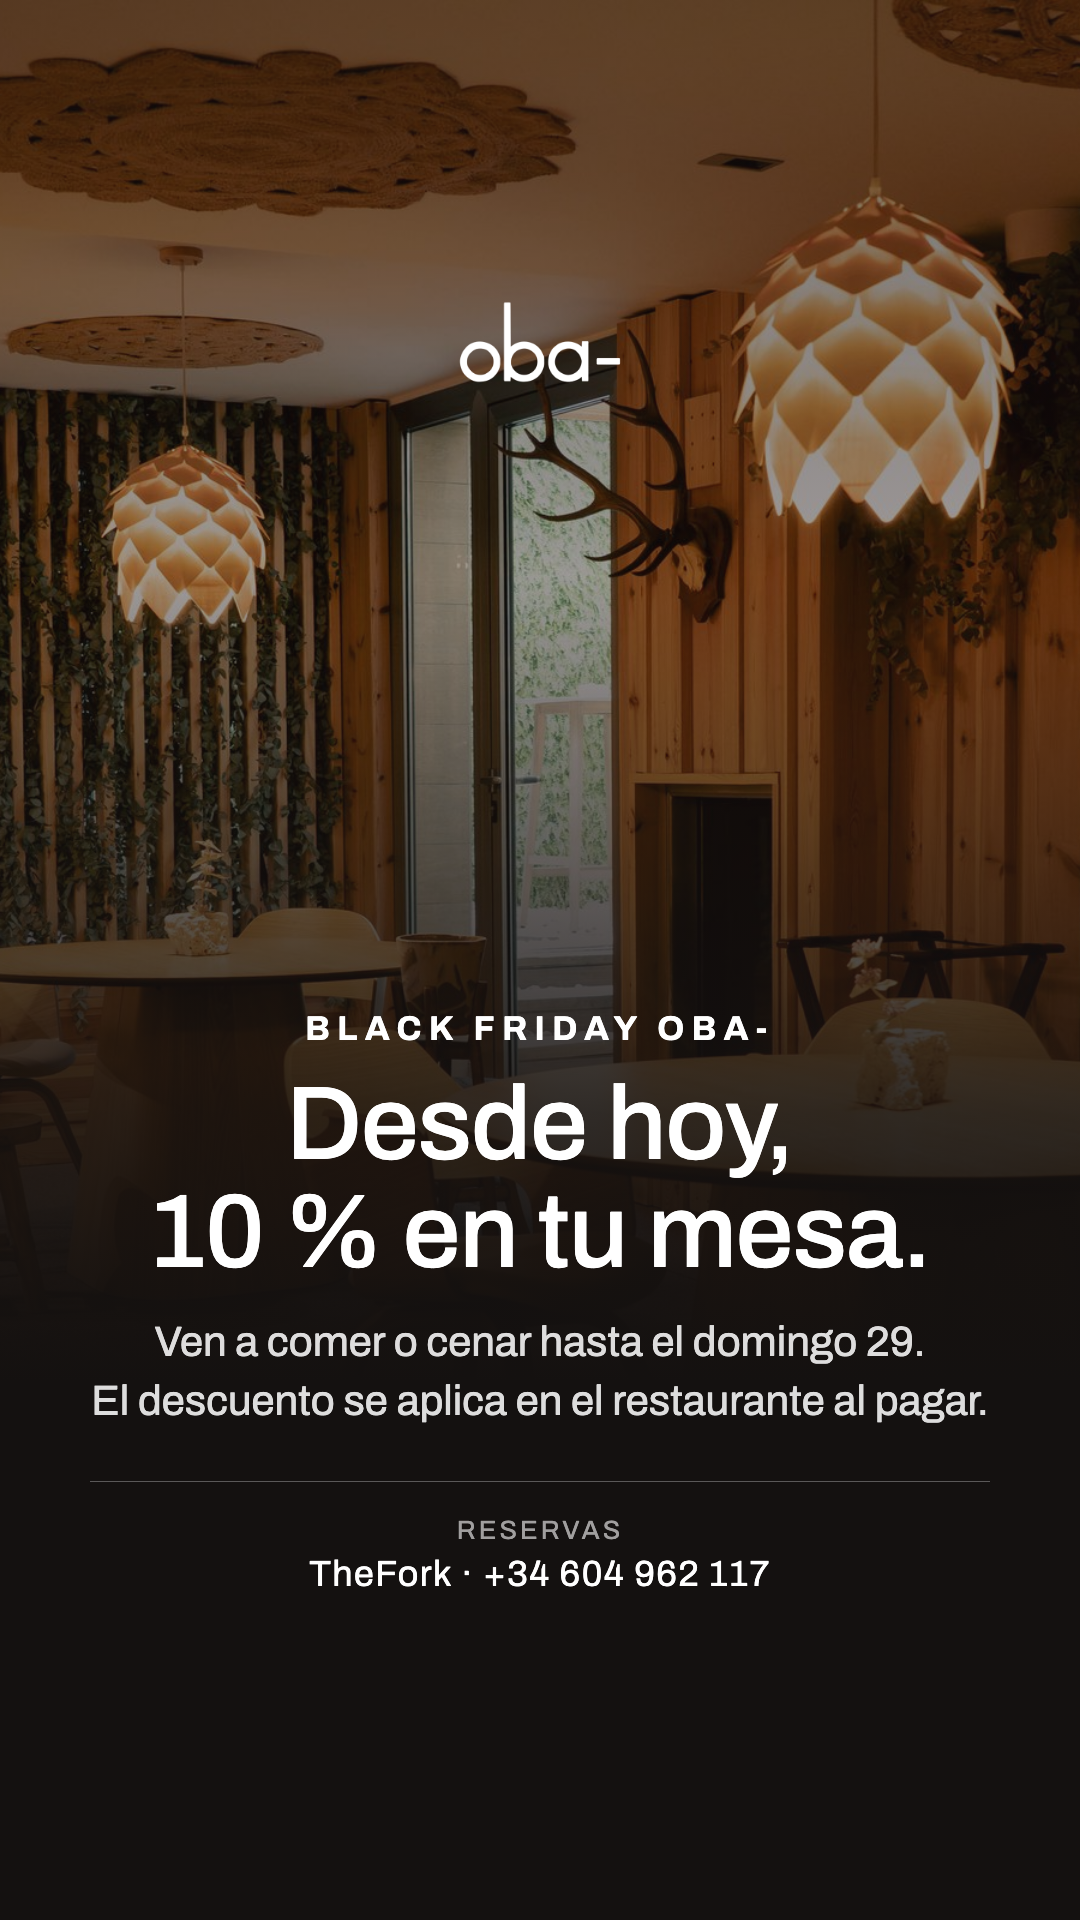 oba-
BLACK FRIDAY OBA-
Desde hoy,
10 % en tu mesa.
Ven a comer o cenar hasta el domingo 29.
El descuento se aplica en el restaurante al pagar.
RESERVAS
TheFork · +34 604 962 117